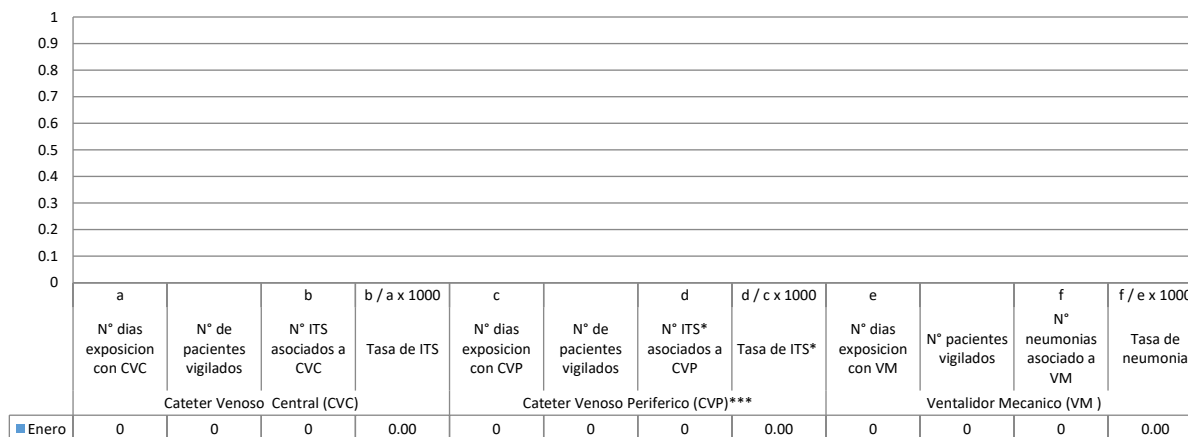 1
0.9
0.8
0.7
0.6
0.5
0.4
0.3
0.2
0.1
0
a b b / a x 1000 c d d / c x 1000 e f f / e x 1000
N° dias exposicion con CVC
N° de pacientes vigilados
N° ITS asociados a CVC
Tasa de ITS
N° dias exposicion con CVP
N° de pacientes vigilados
N° ITS* asociados a CVP
Tasa de ITS*
N° dias exposicion con VM
N° pacientes vigilados
N° neumonias asociado a VM
Tasa de neumonia
Cateter Venoso Central (CVC) Cateter Venoso Periferico (CVP)*** Ventalidor Mecanico (VM )
Enero 0 0 0 0.00 0 0 0 0.00 0 0 0 0.00